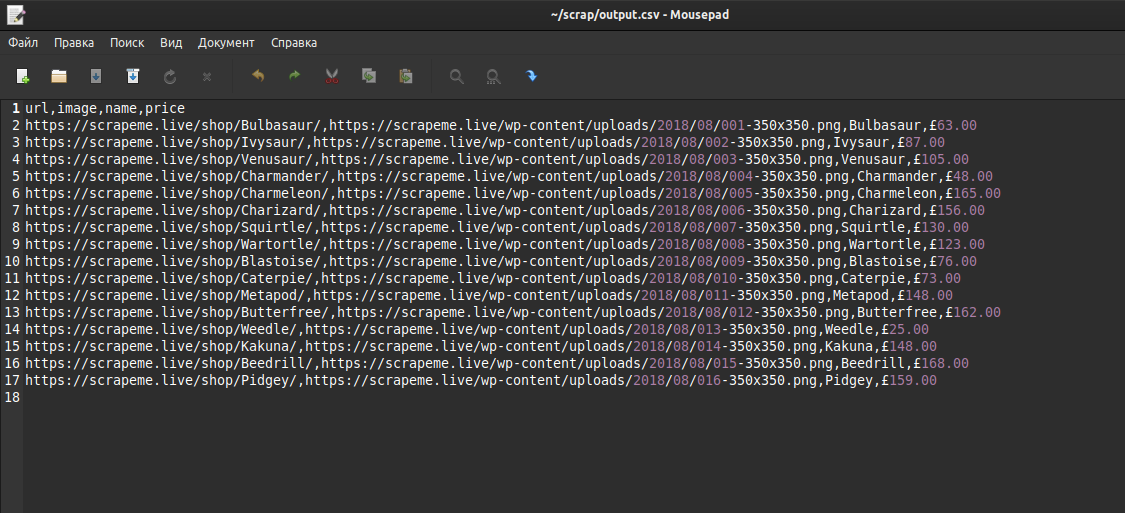 ~/scrap/output.csv - Mousepad
Файл Правка Поиск Вид Документ Справка
1 url,image,name,price
2 https://scrapeme.live/shop/Bulbasaur/,https://scrapeme.live/wp-content/uploads/2018/08/001-350x350.png,Bulbasaur,£63.00
3 https://scrapeme.live/shop/Ivysaur/,https://scrapeme.live/wp-content/uploads/2018/08/002-350x350.png,Ivysaur,£87.00
4 https://scrapeme.live/shop/Venusaur/,https://scrapeme.live/wp-content/uploads/2018/08/003-350x350.png,Venusaur,£105.00
5 https://scrapeme.live/shop/Charmander/,https://scrapeme.live/wp-content/uploads/2018/08/004-350x350.png,Charmander,£48.00
6 https://scrapeme.live/shop/Charmeleon/,https://scrapeme.live/wp-content/uploads/2018/08/005-350x350.png,Charmeleon,£165.00
7 https://scrapeme.live/shop/Charizard/,https://scrapeme.live/wp-content/uploads/2018/08/006-350x350.png,Charizard,£156.00
8 https://scrapeme.live/shop/Squirtle/,https://scrapeme.live/wp-content/uploads/2018/08/007-350x350.png,Squirtle,£130.00
9 https://scrapeme.live/shop/Wartortle/,https://scrapeme.live/wp-content/uploads/2018/08/008-350x350.png,Wartortle,£123.00
10 https://scrapeme.live/shop/Blastoise/,https://scrapeme.live/wp-content/uploads/2018/08/009-350x350.png,Blastoise,£76.00
11 https://scrapeme.live/shop/Caterpie/,https://scrapeme.live/wp-content/uploads/2018/08/010-350x350.png,Caterpie,£73.00
12 https://scrapeme.live/shop/Metapod/,https://scrapeme.live/wp-content/uploads/2018/08/011-350x350.png,Metapod,£148.00
13 https://scrapeme.live/shop/Butterfree/,https://scrapeme.live/wp-content/uploads/2018/08/012-350x350.png,Butterfree,£162.00
14 https://scrapeme.live/shop/Weedle/,https://scrapeme.live/wp-content/uploads/2018/08/013-350x350.png,Weedle,£25.00
15 https://scrapeme.live/shop/Kakuna/,https://scrapeme.live/wp-content/uploads/2018/08/014-350x350.png,Kakuna,£148.00
16 https://scrapeme.live/shop/Beedrill/,https://scrapeme.live/wp-content/uploads/2018/08/015-350x350.png,Beedrill,£168.00
17 https://scrapeme.live/shop/Pidgey/,https://scrapeme.live/wp-content/uploads/2018/08/016-350x350.png,Pidgey,£159.00
18